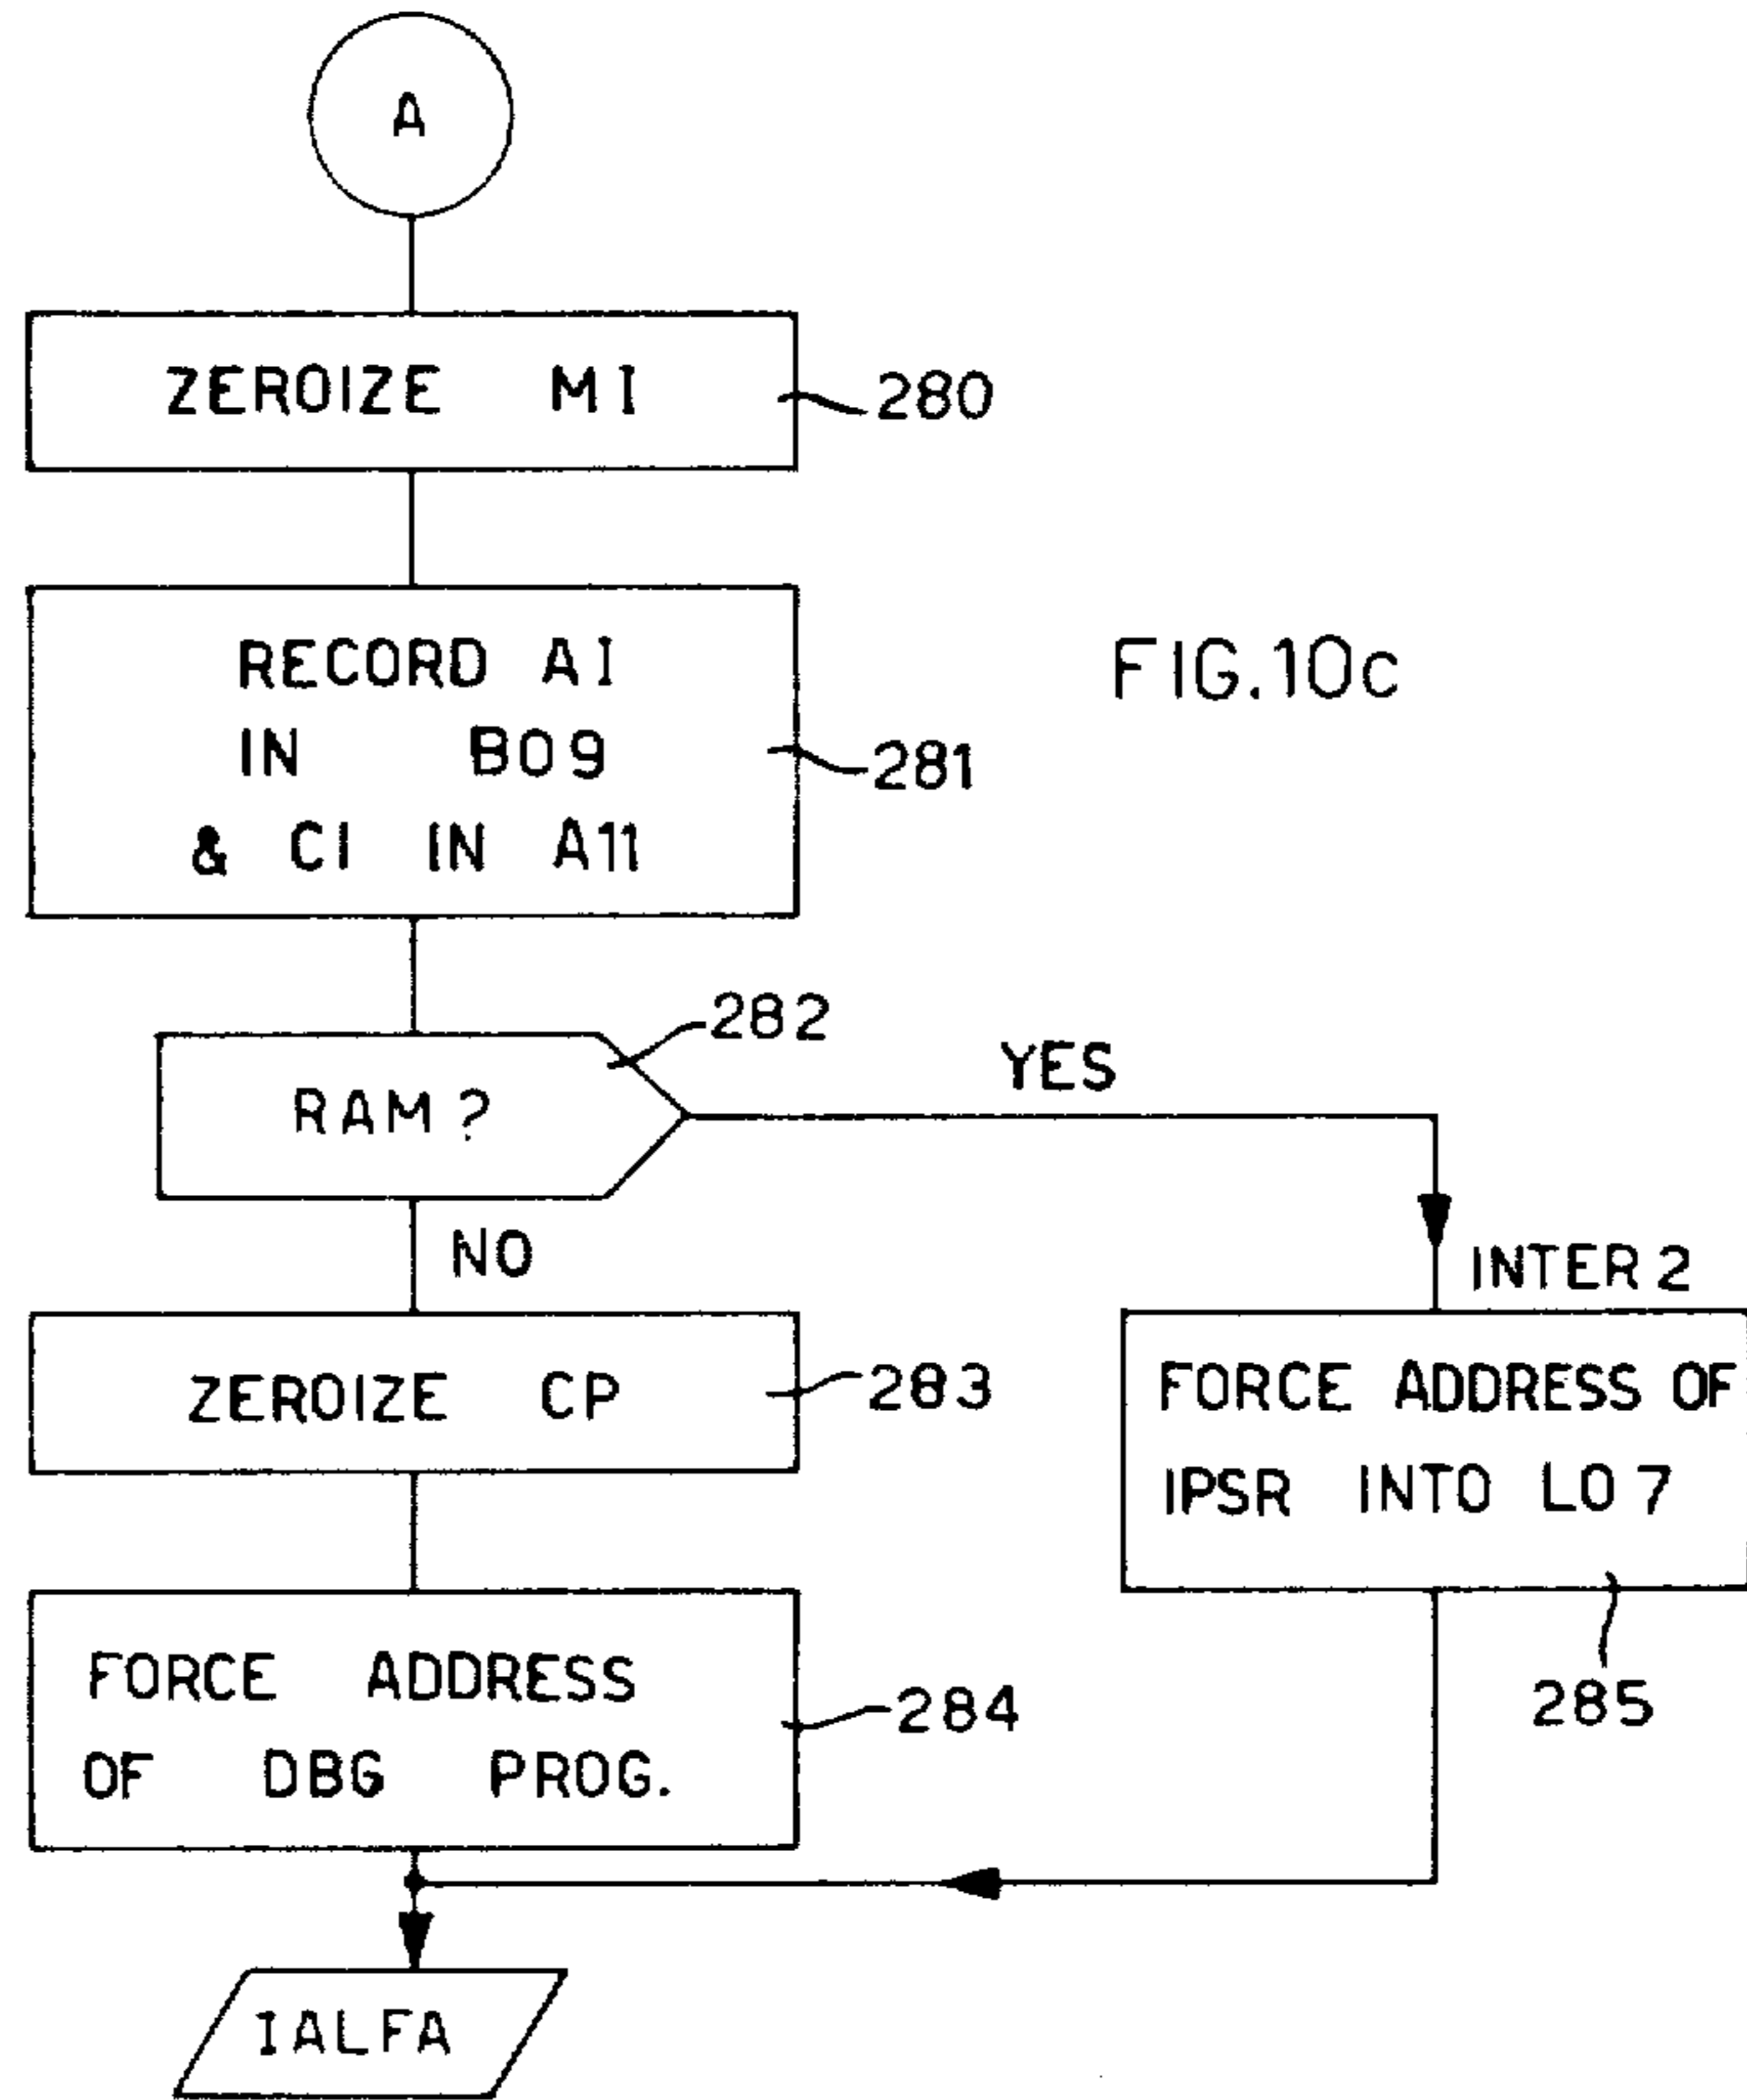 A
ZEROIZE MI
280
RECORD AI
IN B09
& CI IN A11
281
FIG.10c
282
RAM?
YES
NO
INTER 2
ZEROIZE CP
283
FORCE ADDRESS OF
IPSR INTO L07
285
FORCE ADDRESS
OF DBG PROG.
284
IALFA